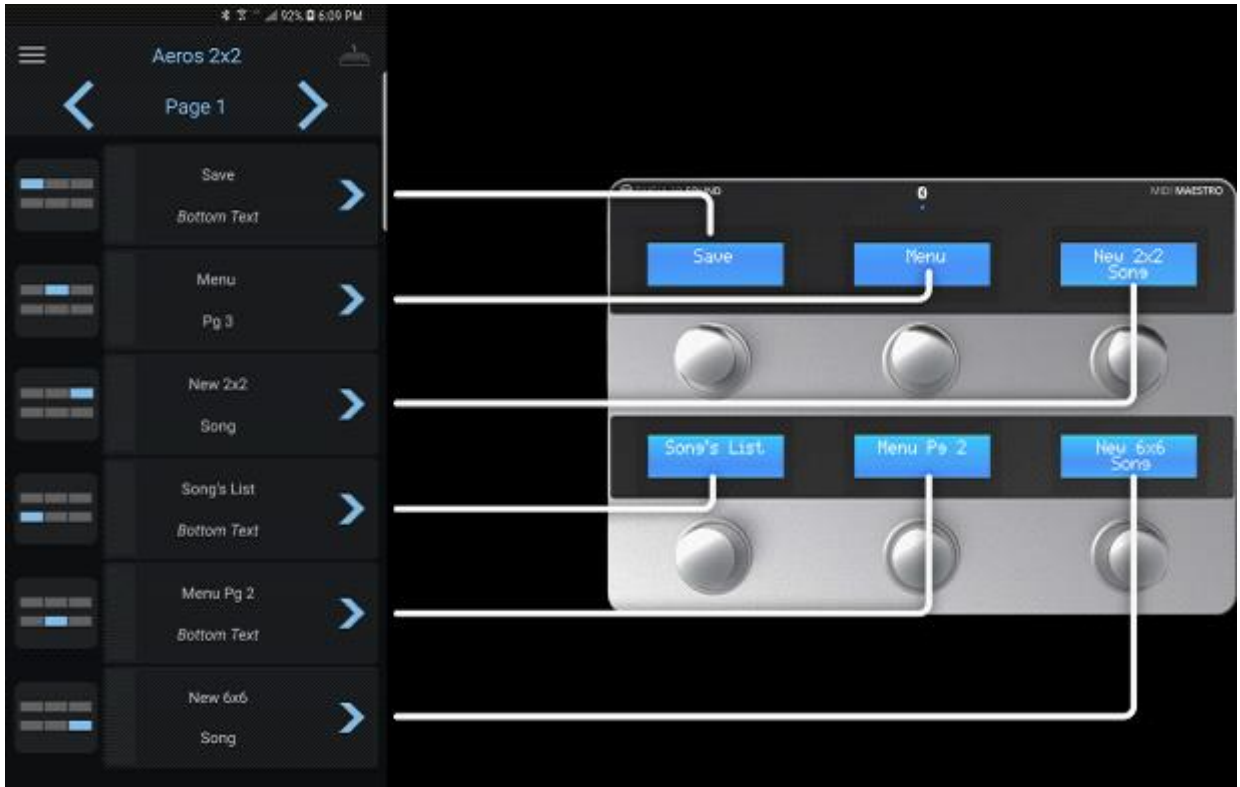 92% 6:09 PM
Aeros 2x2
Page 1
Save
Bottom Text
Menu
Pg 3
New 2x2
Song
Song's List
Bottom Text
Menu Pg 2
Bottom Text
New 6x6
Song
SOUND
MIDI MAESTRO
Save
Menu
New 2x2
Song
Song's List
Menu Pg 2
New 6x6
Song